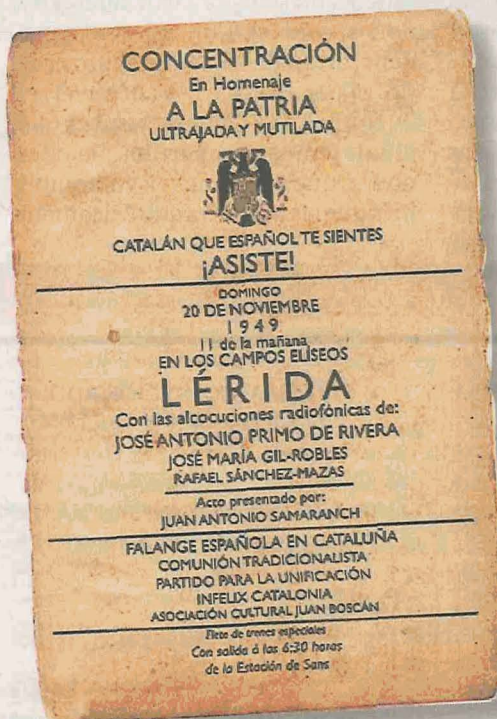 CONCENTRACIÓN
En Homenaje
A LA PATRIA
ULTRAJADA Y MUTILADA
CATALÁN QUE ESPAÑOL TE SIENTES
¡ASISTE!
DOMINGO
20 DE NOVIEMBRE
1949
11 de la mañana
EN LOS CAMPOS ELÍSEOS
LÉRIDA
Con las alcocuciones radiofónicas de:
JOSÉ ANTONIO PRIMO DE RIVERA
JOSÉ MARÍA GIL-ROBLES
RAFAEL SÁNCHEZ-MAZAS
Acto presentado por:
JUAN ANTONIO SAMARANCH
FALANGE ESPAÑOLA EN CATALUÑA
COMUNIÓN TRADICIONALISTA
PARTIDO PARA LA UNIFICACIÓN
INFELIX CATALONIA
ASOCIACIÓN CULTURAL JUAN BOSCÁN
Flete de trenes especiales
Con salida á las 6:30 horas
de la Estación de Sans